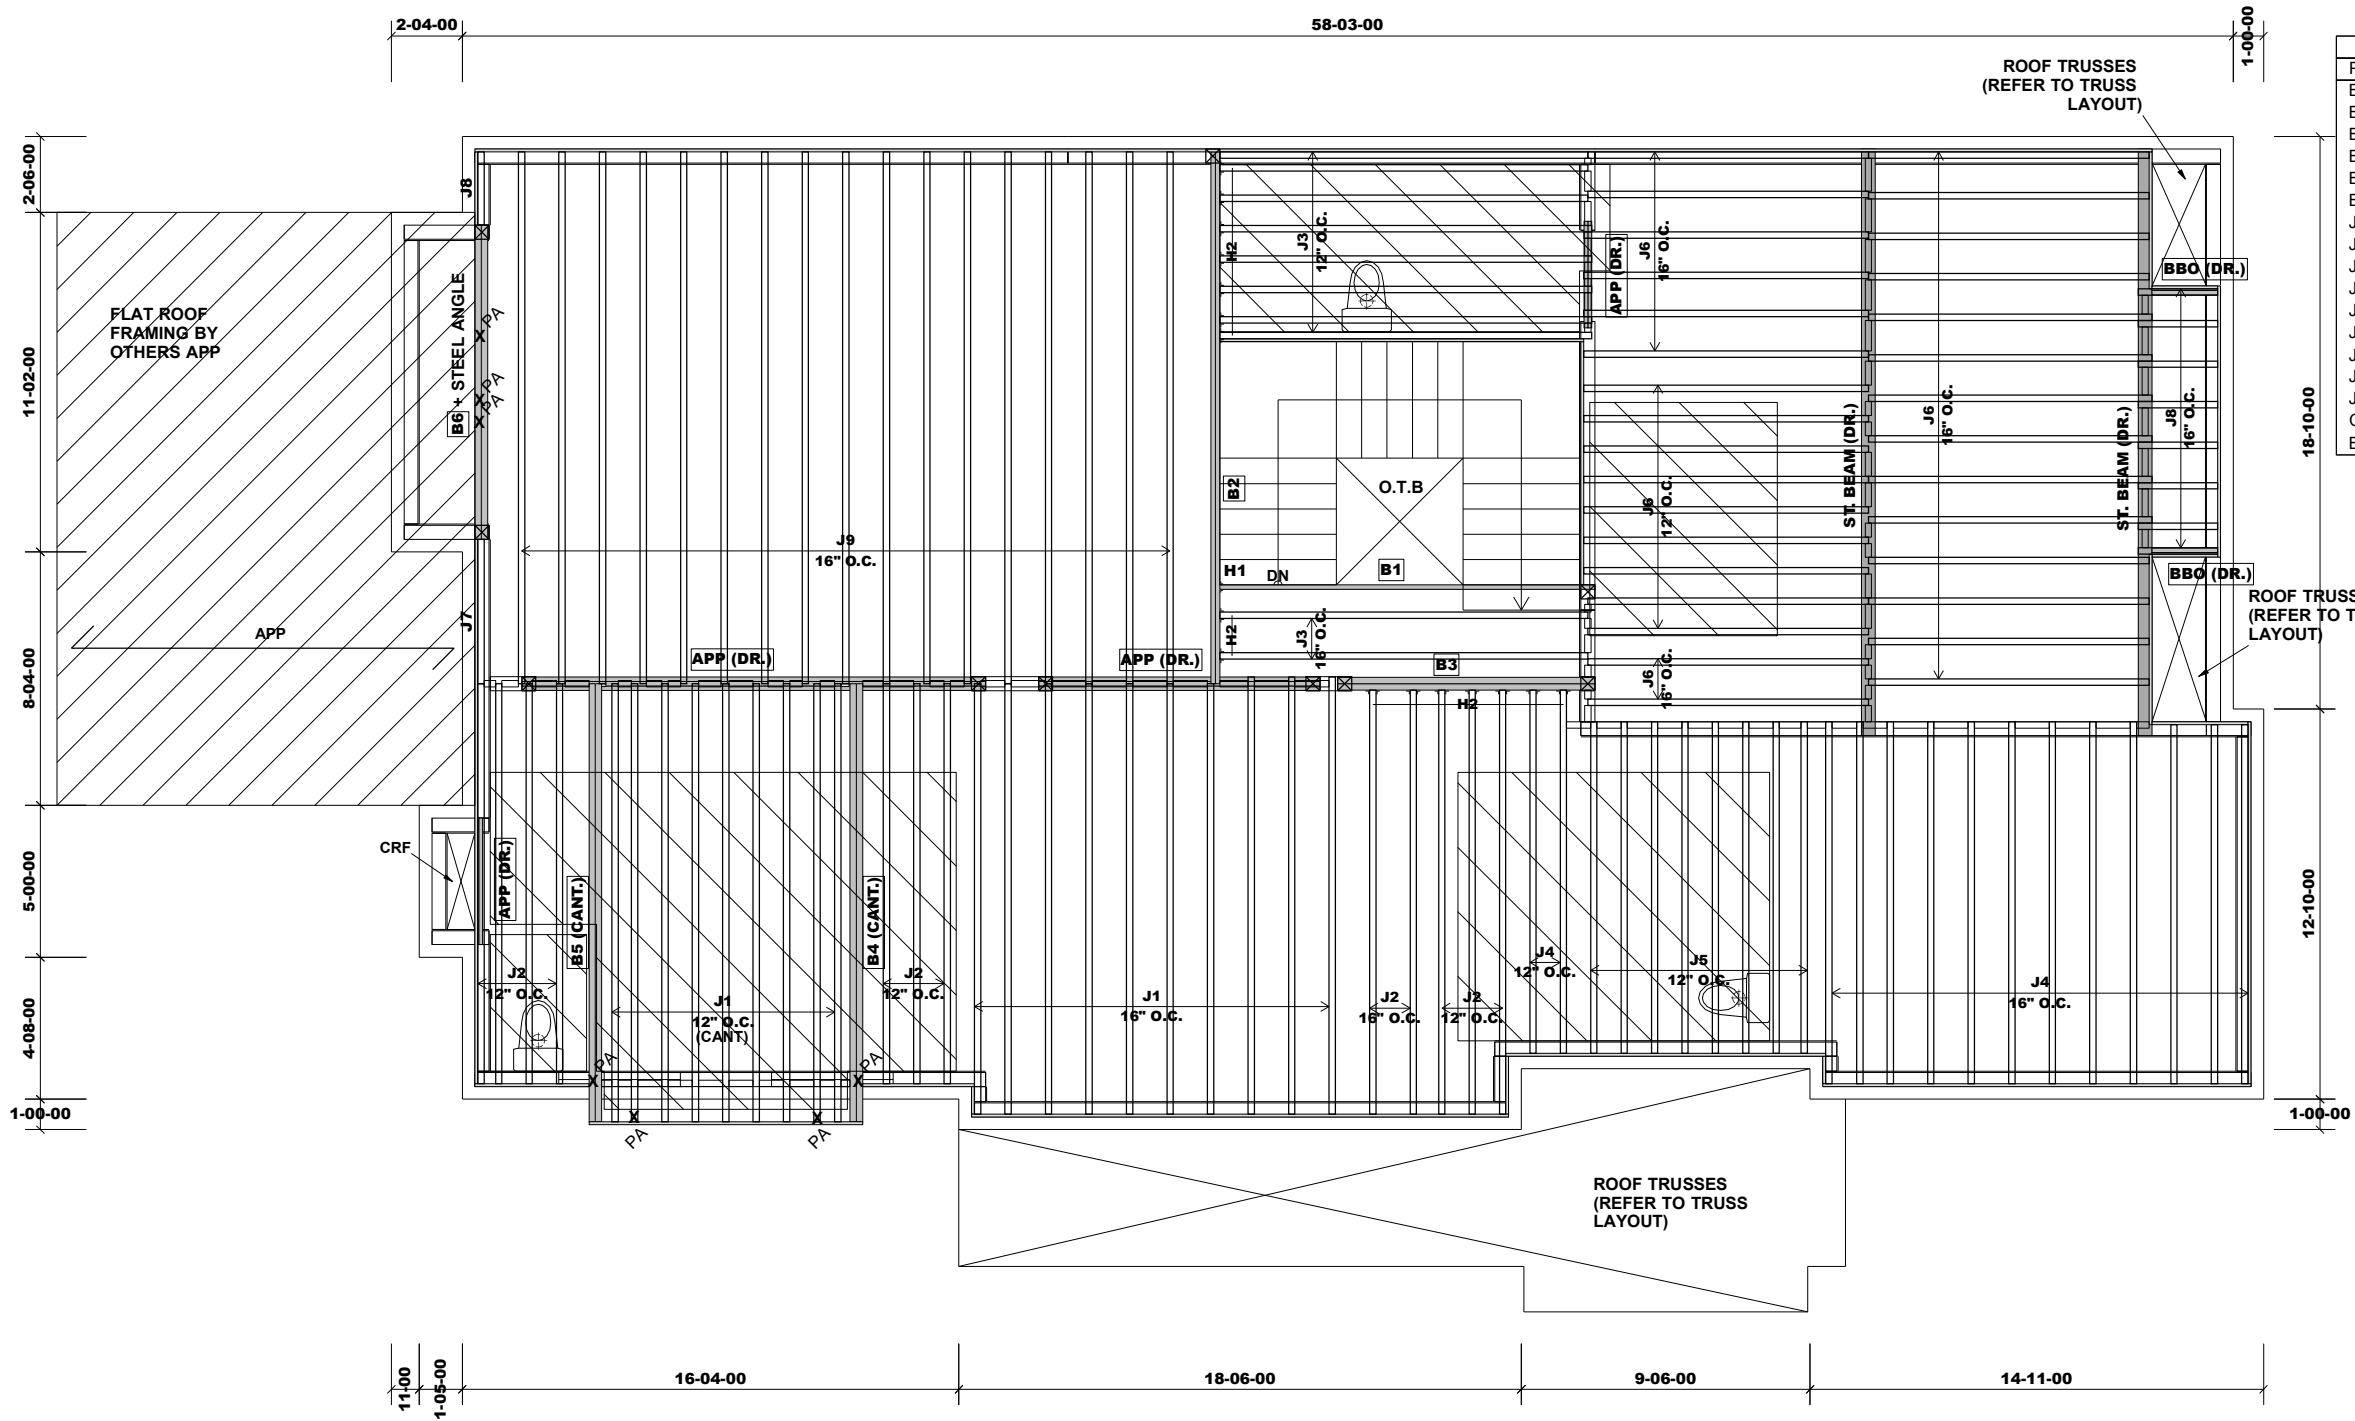 2-04-00
58-03-00
1-00-00
ROOF TRUSSES
(REFER TO TRUSS
LAYOUT)
2-06-00
11-02-00
8-04-00
5-00-00
4-08-00
1-00-00
FLAT ROOF
FRAMING BY
OTHERS APP
APP
CRF
J8
B6 + STEEL ANGLE
PA
PA
PA
J7
J9
16" O.C.
APP (DR.)
APP (DR.)
H2
J3
12" O.C.
APP (DR.)
J6
16" O.C.
B2
O.T.B
H1
DN
B1
H2
J3
16" O.C.
B3
H2
J6
12" O.C.
J6
16" O.C.
ST. BEAM (DR.)
J6
16" O.C.
ST. BEAM (DR.)
BBO (DR.)
J8
16" O.C.
BBO (DR.)
ROOF TRUSS
(REFER TO T
LAYOUT)
18-10-00
12-10-00
1-00-00
APP (DR.)
B5 (CANT.)
B4 (CANT.)
J2
12" O.C.
J1
12" O.C.
(CANT)
J2
12" O.C.
PA
PA
PA
PA
J1
16" O.C.
J2
16" O.C.
J2
12" O.C.
J4
12" O.C.
J5
12" O.C.
J4
16" O.C.
ROOF TRUSSES
(REFER TO TRUSS
LAYOUT)
11-00
1-05-00
16-04-00
18-06-00
9-06-00
14-11-00